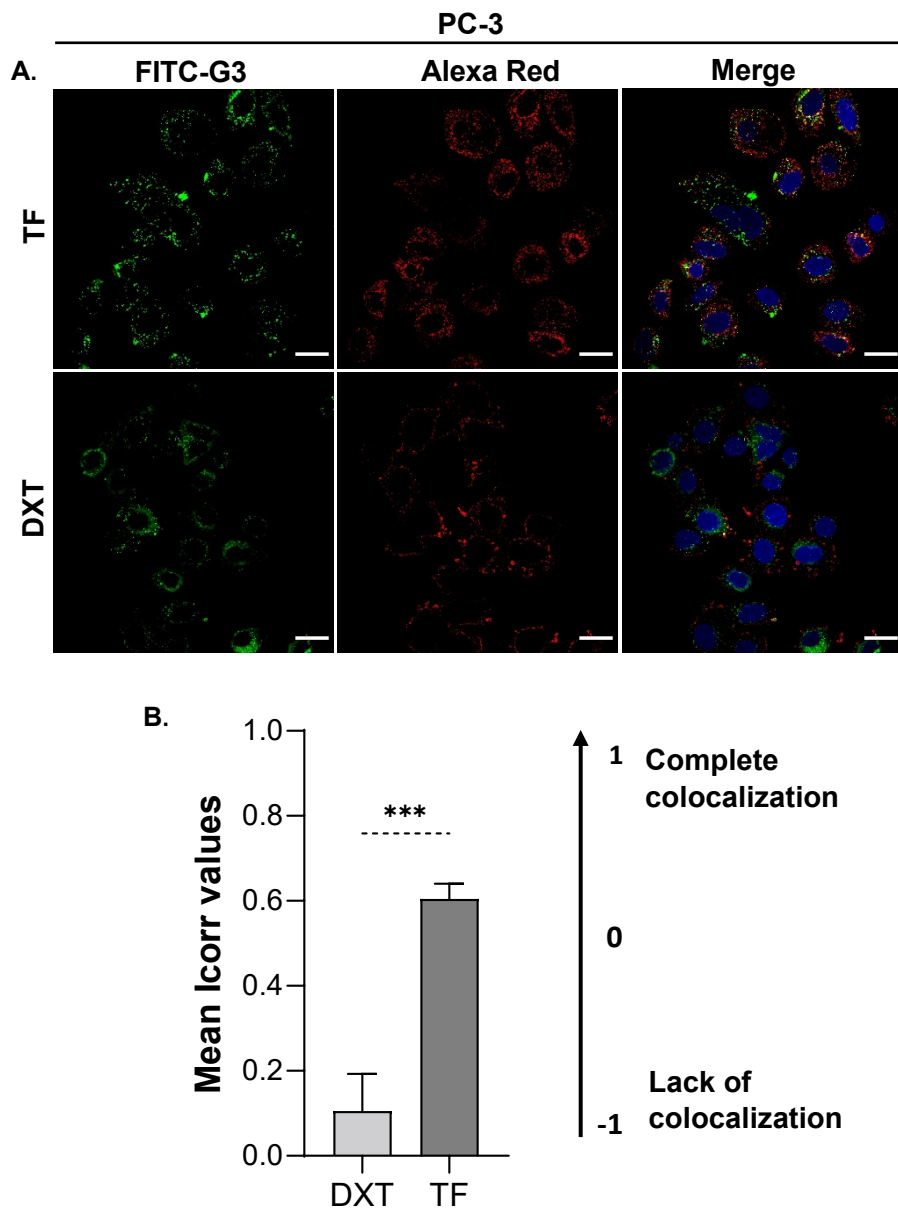 PC-3
A.
FITC-G3
Alexa Red
Merge
TF
DXT
B.
Mean Icorr values
1.0
0.8
0.6
0.4
0.2
0.0
***
DXT
TF
1
Complete
colocalization
0
-1
Lack of
colocalization